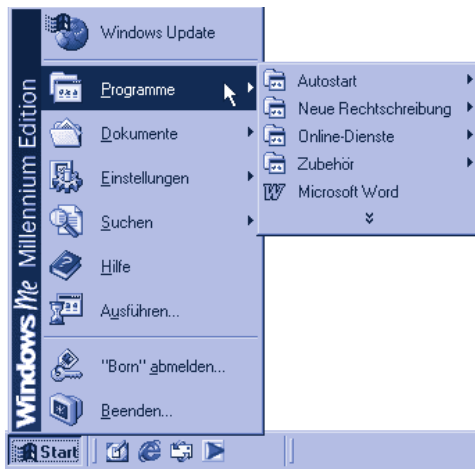 Windows Update
Programme
Dokumente
Einstellungen
Suchen
Hilfe
Ausführen...
"Born" abmelden...
Beenden...
Windows Me Millennium Edition
Autostart
Neue Rechtschreibung
Online-Dienste
Zubehör
Microsoft Word
Start